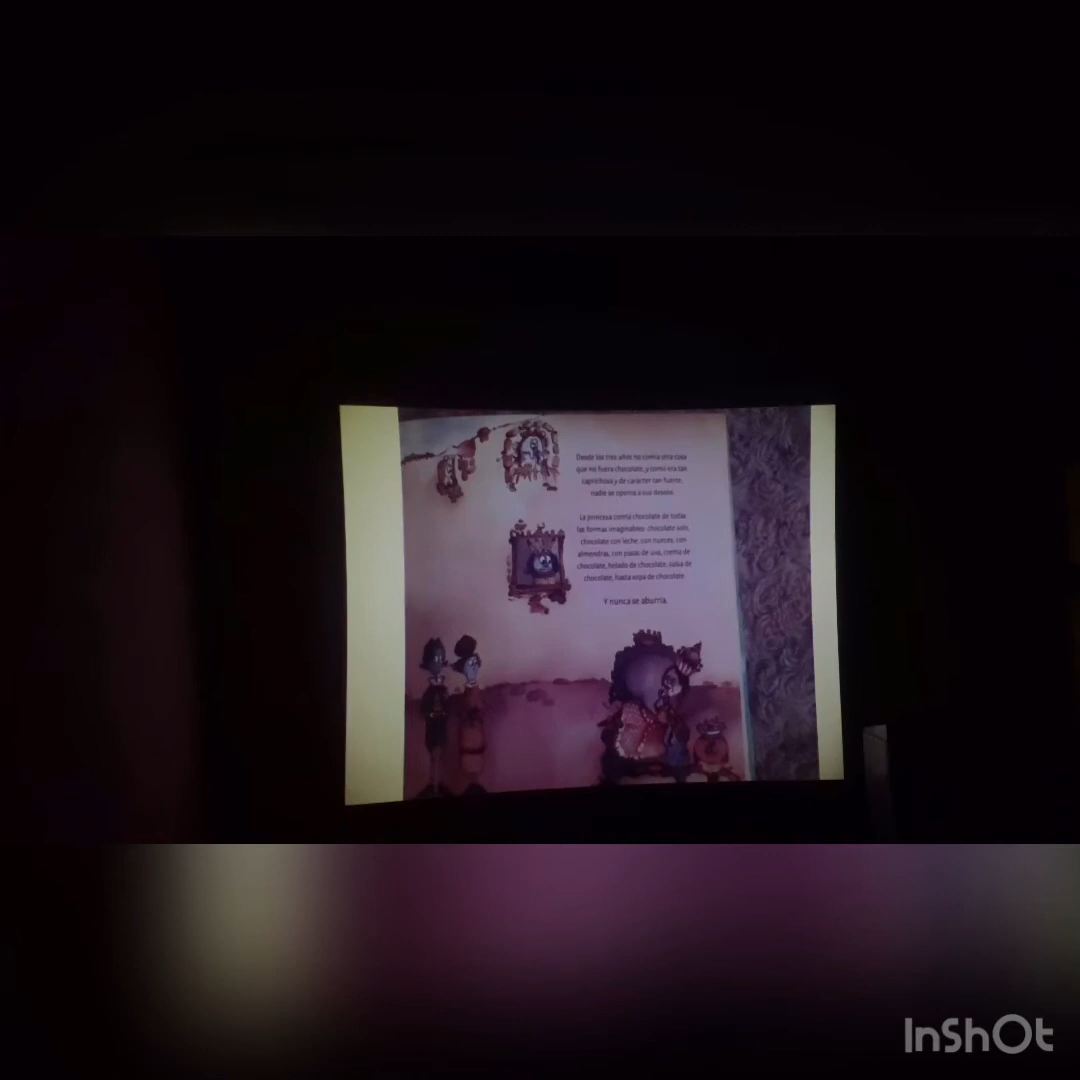 Desde los tres años no comía otra cosa
que no fuera chocolate, y como era tan
caprichosa y de carácter tan fuerte,
nadie se oponía a sus deseos.
La princesa comía chocolate de todas
las formas imaginables: chocolate solo,
chocolate con leche, con nueces, con
almendras, con pasas de uva, crema de
chocolate, helado de chocolate, salsa de
chocolate, hasta sopa de chocolate.
Y nunca se aburría.
InShOt